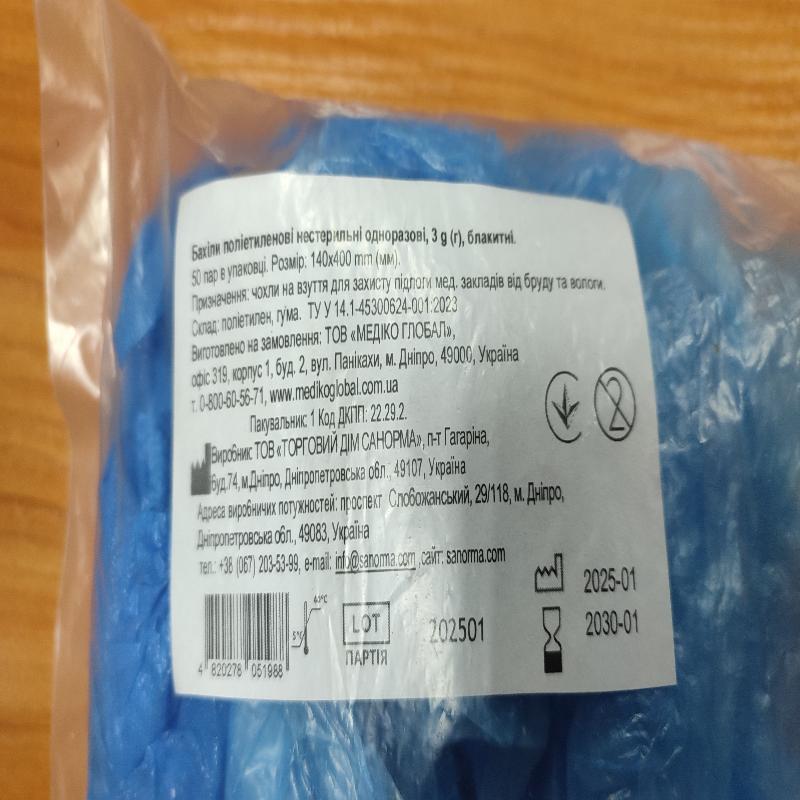 Бахіли поліетиленові нестерильні одноразові, 3 g (г), блакитні.
50 пар в упаковці. Розмір: 140x400 mm (мм).
Призначення: чохли на взуття для захисту підлоги мед. закладів від бруду та вологи.
Склад: поліетилен, гума. ТУ У 14.1-45300624-001:2023
Виготовлено на замовлення: ТОВ «МЕДІКО ГЛОБАЛ»,
офіс 319, корпус 1, буд. 2, вул. Панікахи, м. Дніпро, 49000, Україна
т. 0-800-60-56-71, www.medikoglobal.com.ua
Пакувальник 1 Код ДКПП: 22.29.2.
Виробник: ТОВ «ТОРГОВИЙ ДІМ САНОРМА», п-т Гагаріна,
буд.74, м.Дніпро, Дніпропетровська обл., 49107, Україна
Адреса виробничих потужностей: проспект Слобожанський, 29/118, м. Дніпро,
Дніпропетровська обл., 49083, Україна
тел.: +38 (067) 203-53-99, e-mail: info@sanorma.com ,сайт: sanorma.com
2
2025-01
2030-01
5°C
LOT
ПАРТІЯ
202501
4 820278 051988